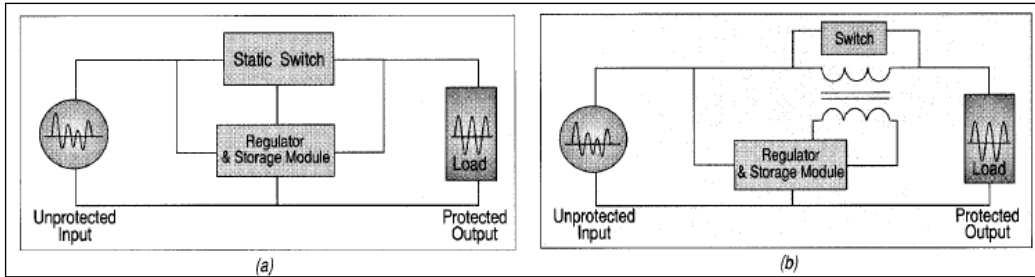 Static Switch
Regulator
& Storage Module
Load
Unprotected
Input
Protected
Output
(a)
Switch
Regulator
& Storage Module
Load
Unprotected
Input
Protected
Output
(b)